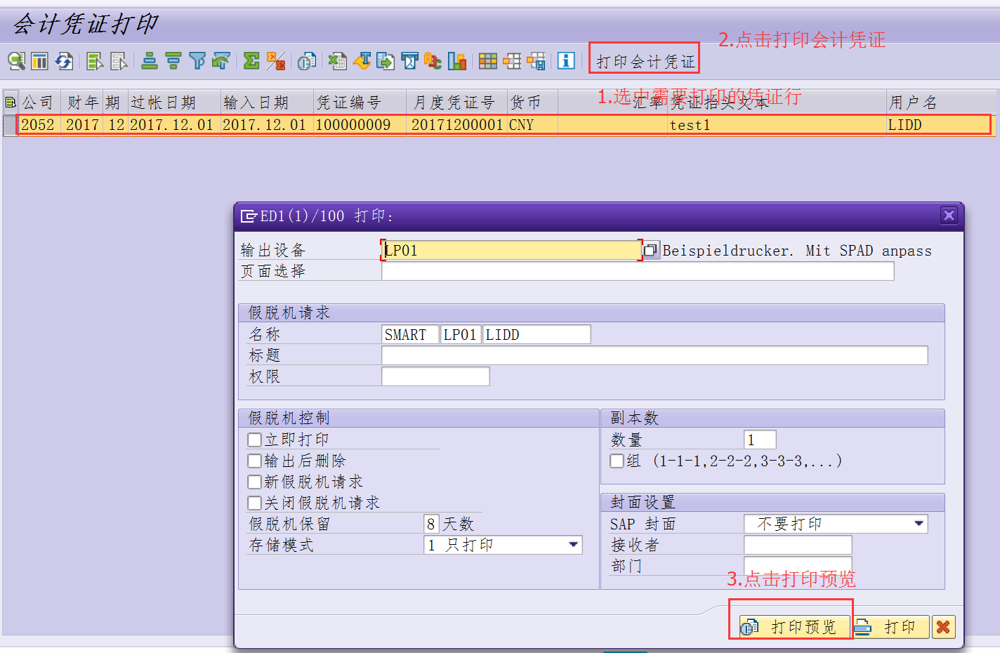 会计凭证打印
2.点击打印会计凭证
打印会计凭证
1.选中需要打印的凭证行
公司 财年 期 过帐日期 输入日期 凭证编号 月度凭证号 货币 汇率 凭证抬头文本 用户名
2052 2017 12 2017.12.01 2017.12.01 100000009 20171200001 CNY test1 LIDD
ED1(1)/100 打印:
输出设备 LP01 Beispieldrucker. Mit SPAD anpass
页面选择
假脱机请求
名称 SMART LP01 LIDD
标题
权限
假脱机控制
立即打印
输出后删除
新假脱机请求
关闭假脱机请求
假脱机保留 8 天数
存储模式 1 只打印
副本数
数量 1
组 (1-1-1,2-2-2,3-3-3,...)
封面设置
SAP 封面 不要打印
接收者
部门
3.点击打印预览
打印预览 打印